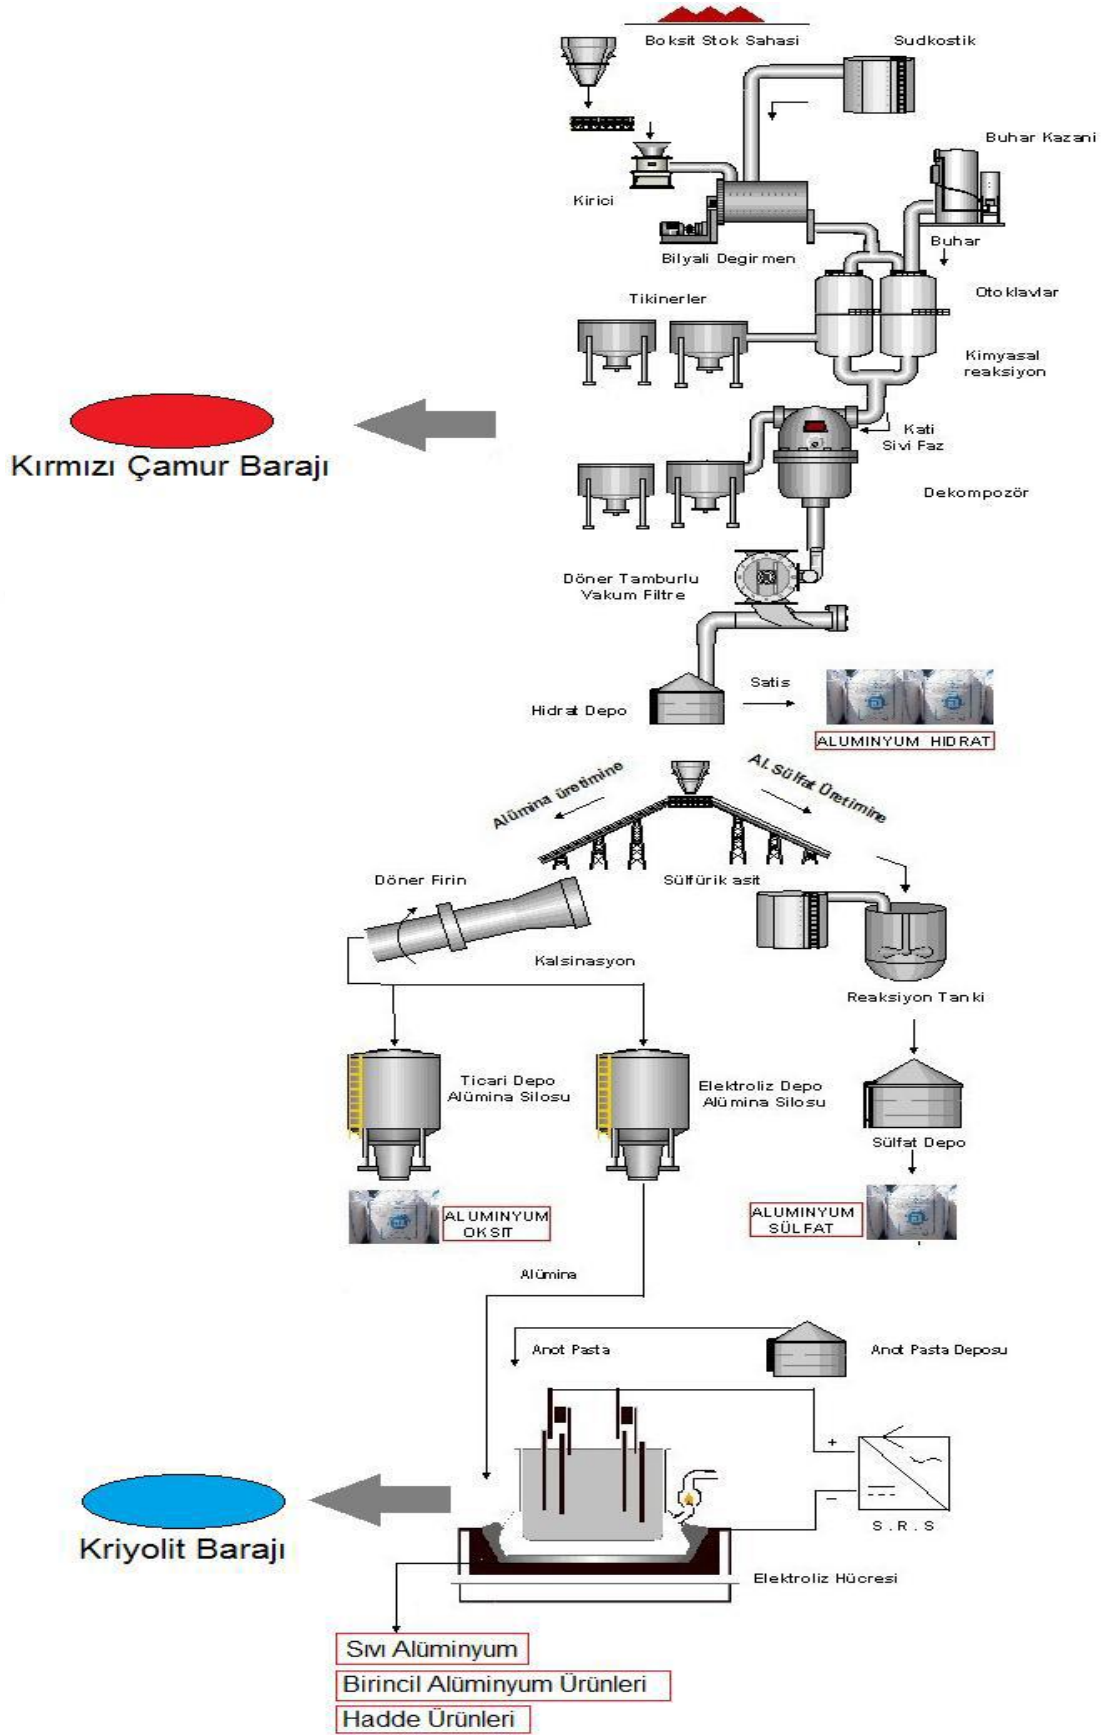 Boksit Stok Sahasi
Sudkostik
Buhar Kazani
Kirici
Buhar
Bilyali Degirmen
Otoklavlar
Tikinerler
Kimyasal
reaksiyon
Kırmızı Çamur Barajı
Kati
Sivi Faz
Dekompozör
Döner Tamburlu
Vakum Filtre
Satis
Hidrat Depo
ALUMINYUM HIDRAT
Alümina üretimine
Al.Sülfat Üretimine
Döner Firin
Sülfürik asit
Kalsinasyon
Reaksiyon Tanki
Ticari Depo
Alümina Silosu
Elektroliz Depo
Alümina Silosu
Sülfat Depo
ALUMINYUM
OKSIT
ALUMINYUM
SÜLFAT
Alümina
Anot Pasta
Anot Pasta Deposu
+
−
S.R.S
Kriyolit Barajı
Elektroliz Hücresi
Sıvı Alüminyum
Birincil Alüminyum Ürünleri
Hadde Ürünleri